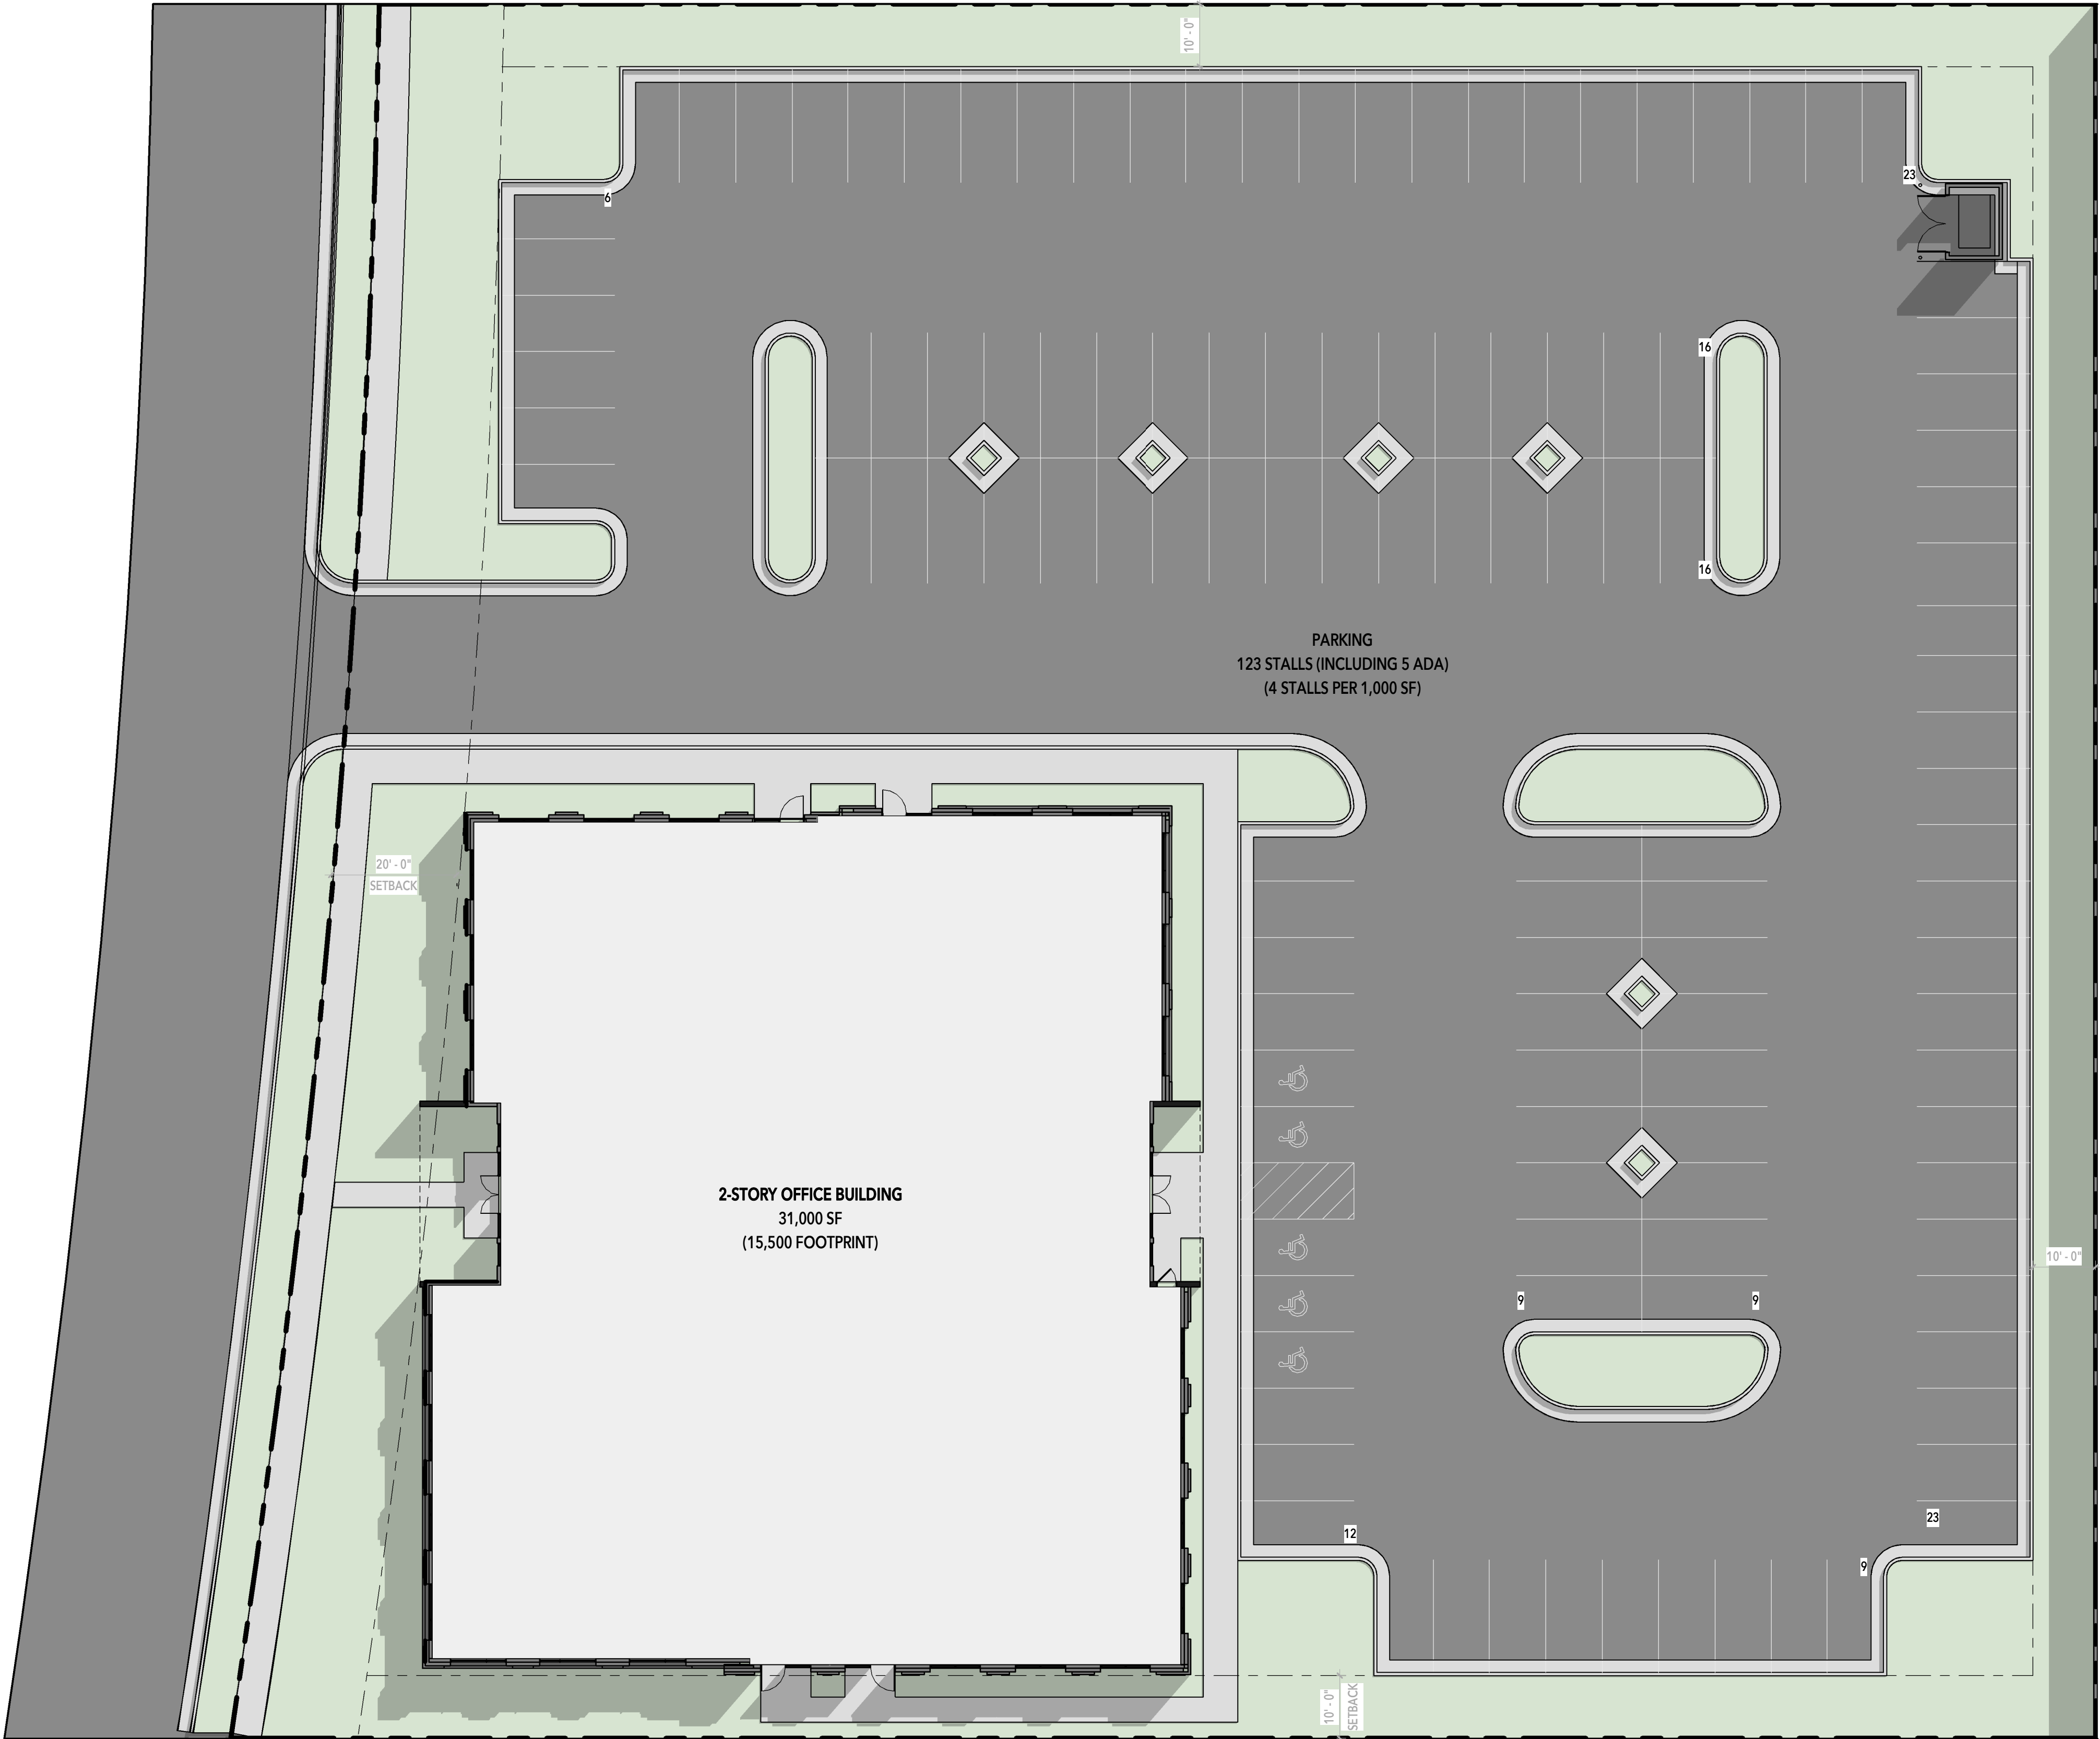 10' - 0"
23
6
16
16
PARKING
123 STALLS (INCLUDING 5 ADA)
(4 STALLS PER 1,000 SF)
20' - 0"
SETBACK
2-STORY OFFICE BUILDING
31,000 SF
(15,500 FOOTPRINT)
10' - 0"
9
9
23
12
9
10' - 0"
SETBACK